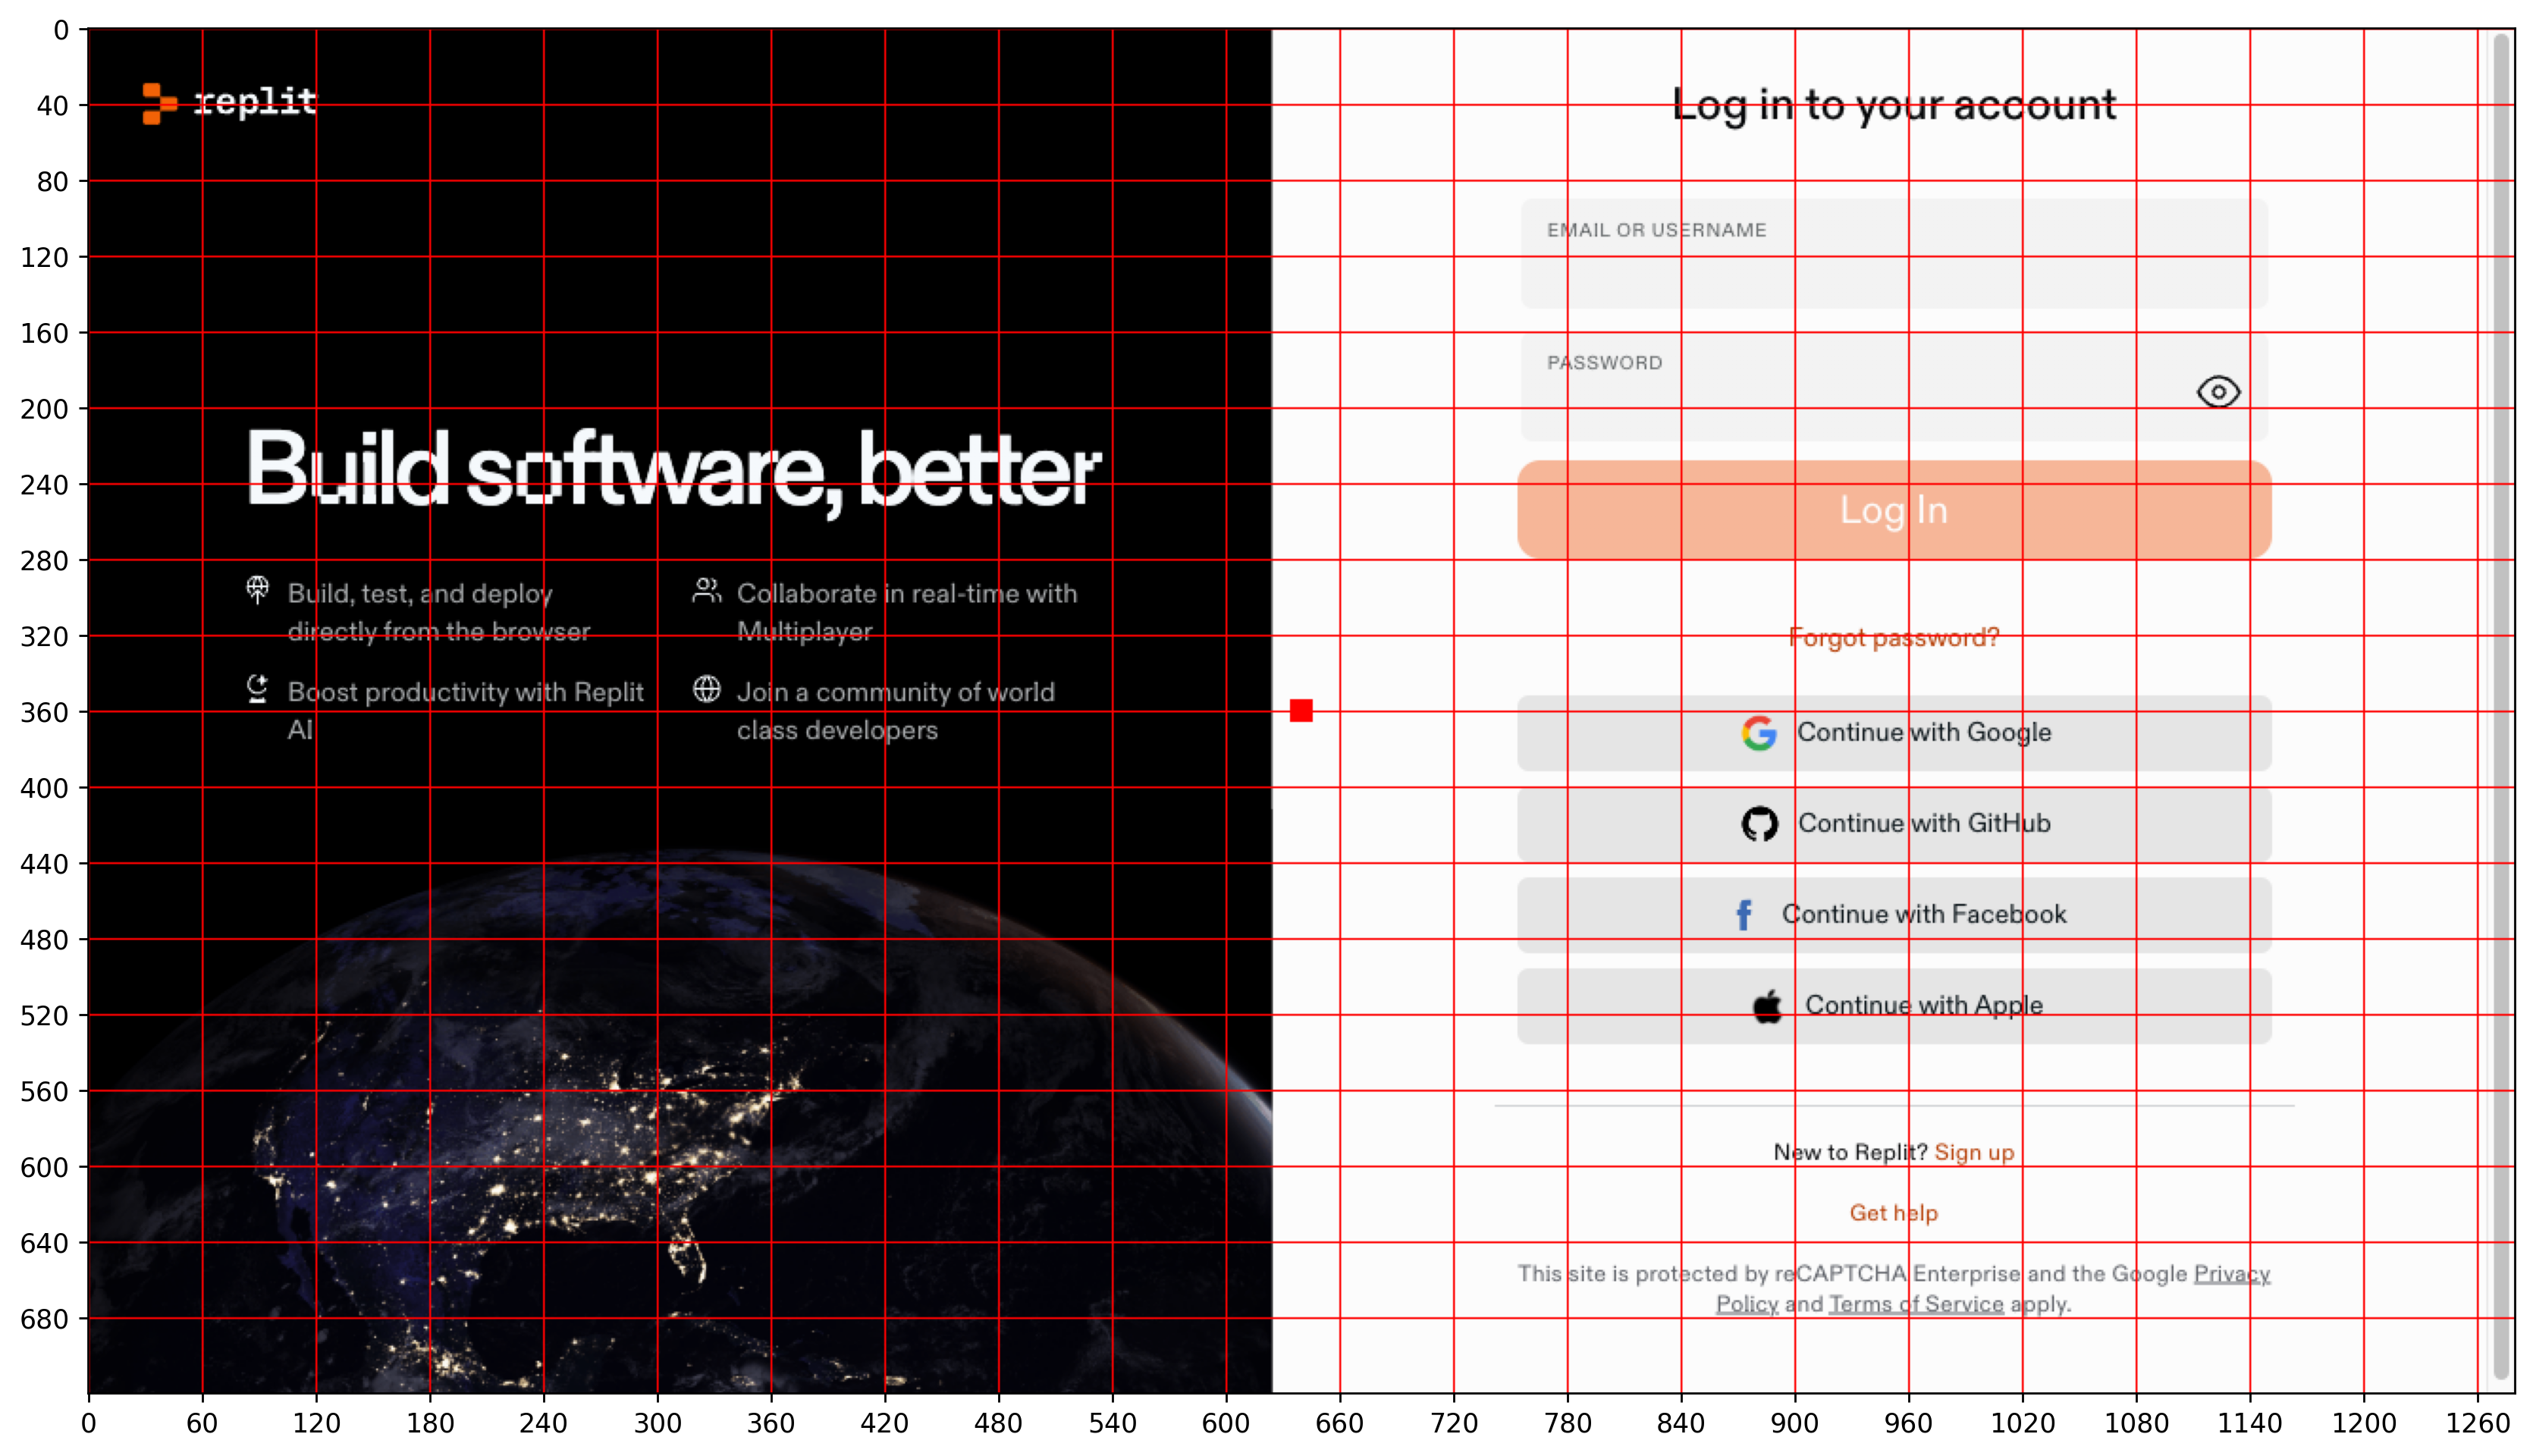 0
40
80
120
160
200
240
280
320
360
400
440
480
520
560
600
640
680
replit
Build software, better
Build, test, and deploy
directly from the browser
Collaborate in real-time with
Multiplayer
Boost productivity with Replit
AI
Join a community of world
class developers
Log in to your account
EMAIL OR USERNAME
PASSWORD
Log In
Forgot password?
Continue with Google
Continue with GitHub
f Continue with Facebook
Continue with Apple
New to Replit? Sign up
Get help
This site is protected by reCAPTCHA Enterprise and the Google Privacy
Policy and Terms of Service apply.
0 60 120 180 240 300 360 420 480 540 600 660 720 780 840 900 960 1020 1080 1140 1200 1260